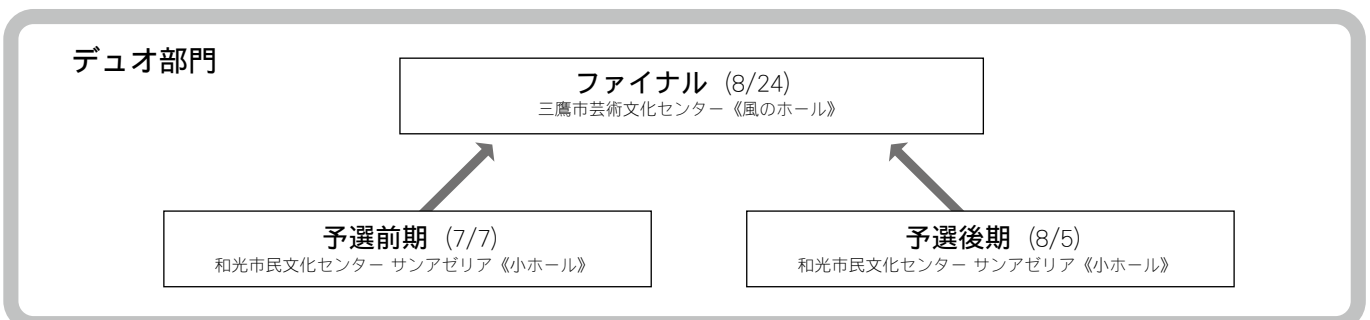 デュオ部門
ファイナル (8/24)
三鷹市芸術文化センター《風のホール》
予選前期 (7/7)
和光市民文化センター サンアゼリア《小ホール》
予選後期 (8/5)
和光市民文化センター サンアゼリア《小ホール》